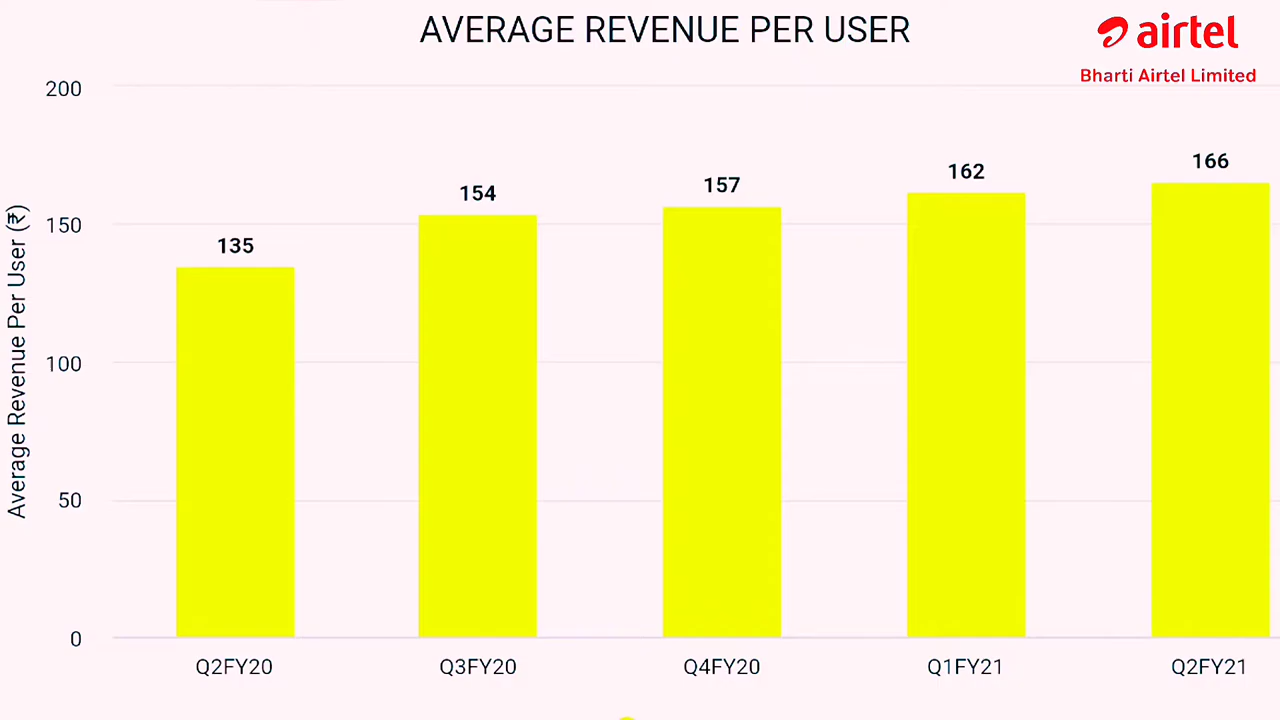 AVERAGE REVENUE PER USER
airtel
Bharti Airtel Limited
Average Revenue Per User (₹)
200
150
100
50
0
135
154
157
162
166
Q2FY20
Q3FY20
Q4FY20
Q1FY21
Q2FY21